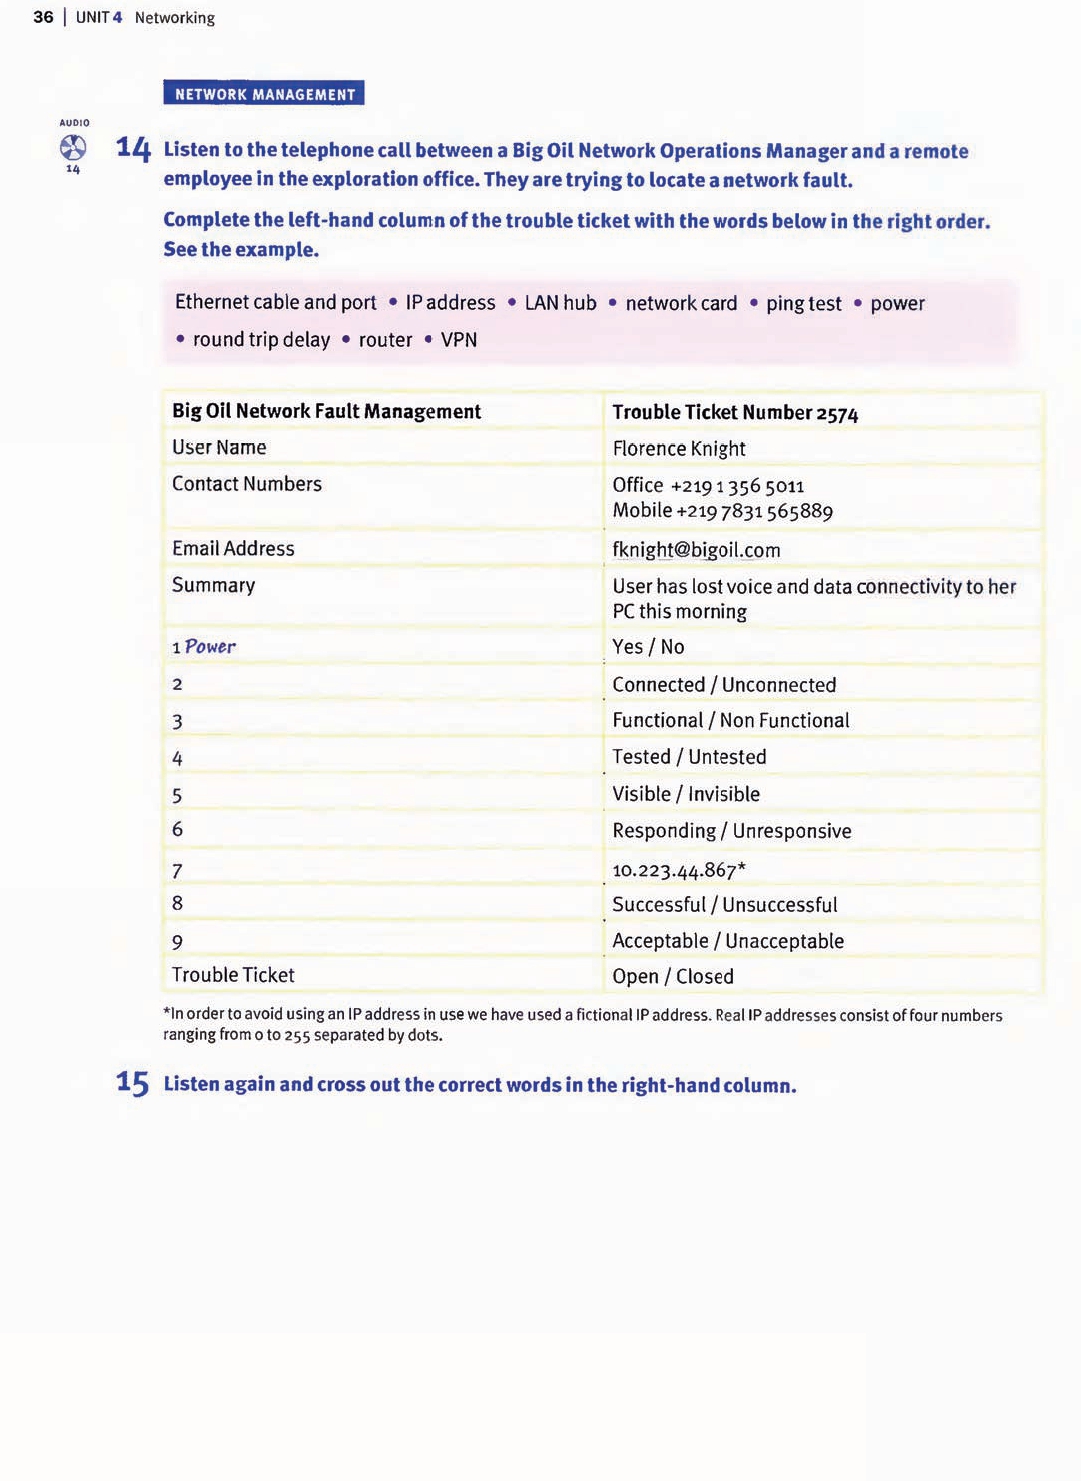 36 | UNIT 4 Networking
NETWORK MANAGEMENT
AUDIO
14
14 Listen to the telephone call between a Big Oil Network Operations Manager and a remote
employee in the exploration office. They are trying to locate a network fault.
Complete the left-hand column of the trouble ticket with the words below in the right order.
See the example.
Ethernet cable and port • IP address • LAN hub • network card • ping test • power
• round trip delay • router • VPN
Big Oil Network Fault Management Trouble Ticket Number 2574
User Name Florence Knight
Contact Numbers Office +219 1 356 5011
Mobile +219 7831 565889
Email Address fknight@bigoil.com
Summary User has lost voice and data connectivity to her
PC this morning
1 Power Yes / No
2 Connected / Unconnected
3 Functional / Non Functional
4 Tested / Untested
5 Visible / Invisible
6 Responding / Unresponsive
7 10.223.44.867*
8 Successful / Unsuccessful
9 Acceptable / Unacceptable
Trouble Ticket Open / Closed
*In order to avoid using an IP address in use we have used a fictional IP address. Real IP addresses consist of four numbers
ranging from 0 to 255 separated by dots.
15 Listen again and cross out the correct words in the right-hand column.